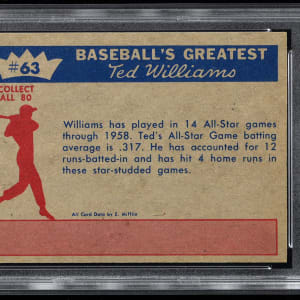 #63
BASEBALL'S GREATEST
Ted Williams
COLLECT
ALL 80
Williams has played in 14 All-Star games
through 1958. Ted's All-Star Game batting
average is .317. He has accounted for 12
runs-batted-in and has hit 4 home runs in
these star-studded games.
All Card Data by E. Mifflin